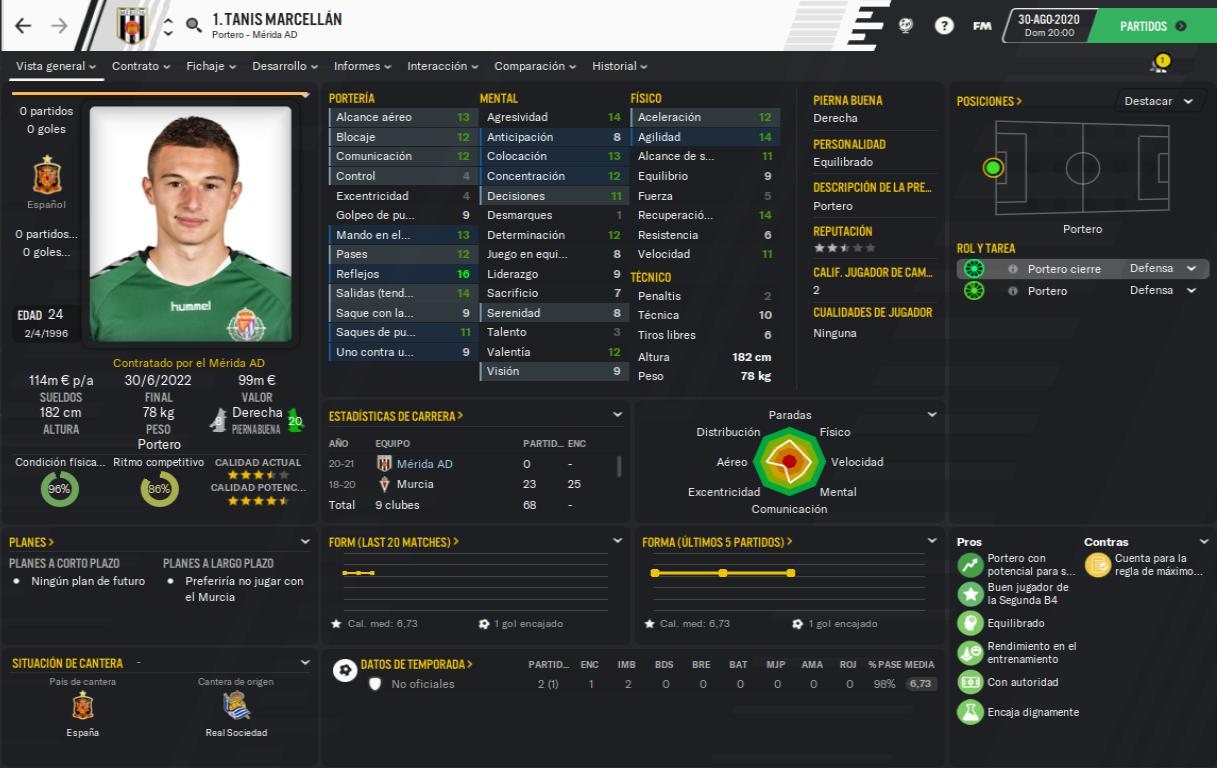 1. TANIS MARCELLÁN
Portero - Mérida AD
FM
30-AGO-2020
Dom 20:00
PARTIDOS
Vista general
Contrato
Fichaje
Desarrollo
Informes
Interacción
Comparación
Historial
1
0 partidos
0 goles
Español
0 partidos...
0 goles...
EDAD 24
2/4/1996
hummel
Contratado por el Mérida AD
114m € p/a
SUELDOS
30/6/2022
FINAL
99m €
VALOR
182 cm
ALTURA
78 kg
PESO
8
Derecha
PIERNA BUENA
20
Portero
Condición física...
96%
Ritmo competitivo
86%
CALIDAD ACTUAL
CALIDAD POTENC...
PORTERÍA
Alcance aéreo 13
Blocaje 12
Comunicación 12
Control 4
Excentricidad 4
Golpeo de pu... 9
Mando en el... 13
Pases 12
Reflejos 16
Salidas (tend... 14
Saque con la... 9
Saques de pu... 11
Uno contra u... 9
MENTAL
Agresividad 14
Anticipación 8
Colocación 13
Concentración 12
Decisiones 11
Desmarques 1
Determinación 12
Juego en equi... 8
Liderazgo 9
Sacrificio 7
Serenidad 8
Talento 3
Valentía 12
Visión 9
FÍSICO
Aceleración 12
Agilidad 14
Alcance de s... 11
Equilibrio 9
Fuerza 5
Recuperació... 14
Resistencia 6
Velocidad 11
TÉCNICO
Penaltis 2
Técnica 10
Tiros libres 6
Altura 182 cm
Peso 78 kg
PIERNA BUENA
Derecha
PERSONALIDAD
Equilibrado
DESCRIPCIÓN DE LA PRE...
Portero
REPUTACIÓN
CALIF. JUGADOR DE CAM...
2
CUALIDADES DE JUGADOR
Ninguna
POSICIONES >
Destacar
Portero
ROL Y TAREA
Portero cierre Defensa
Portero Defensa
ESTADÍSTICAS DE CARRERA >
AÑO EQUIPO PARTID... ENC
20-21 Mérida AD 0 -
18-20 Murcia 23 25
Total 9 clubes 68 -
Paradas
Físico
Velocidad
Mental
Comunicación
Excentricidad
Aéreo
Distribución
PLANES >
PLANES A CORTO PLAZO
Ningún plan de futuro
PLANES A LARGO PLAZO
Preferiría no jugar con
el Murcia
FORM (LAST 20 MATCHES) >
Cal. med: 6,73
1 gol encajado
FORMA (ÚLTIMOS 5 PARTIDOS) >
Cal. med: 6,73
1 gol encajado
Pros
Portero con
potencial para s...
Buen jugador de
la Segunda B4
Equilibrado
Rendimiento en el
entrenamiento
Con autoridad
Encaja dignamente
Contras
Cuenta para la
regla de máximo...
SITUACIÓN DE CANTERA -
País de cantera
España
Cantera de origen
Real Sociedad
DATOS DE TEMPORADA >
PARTID... ENC IMB BDS BRE BAT MJP AMA ROJ % PASE MEDIA
No oficiales 2 (1) 1 2 0 0 0 0 0 0 98% 6,73